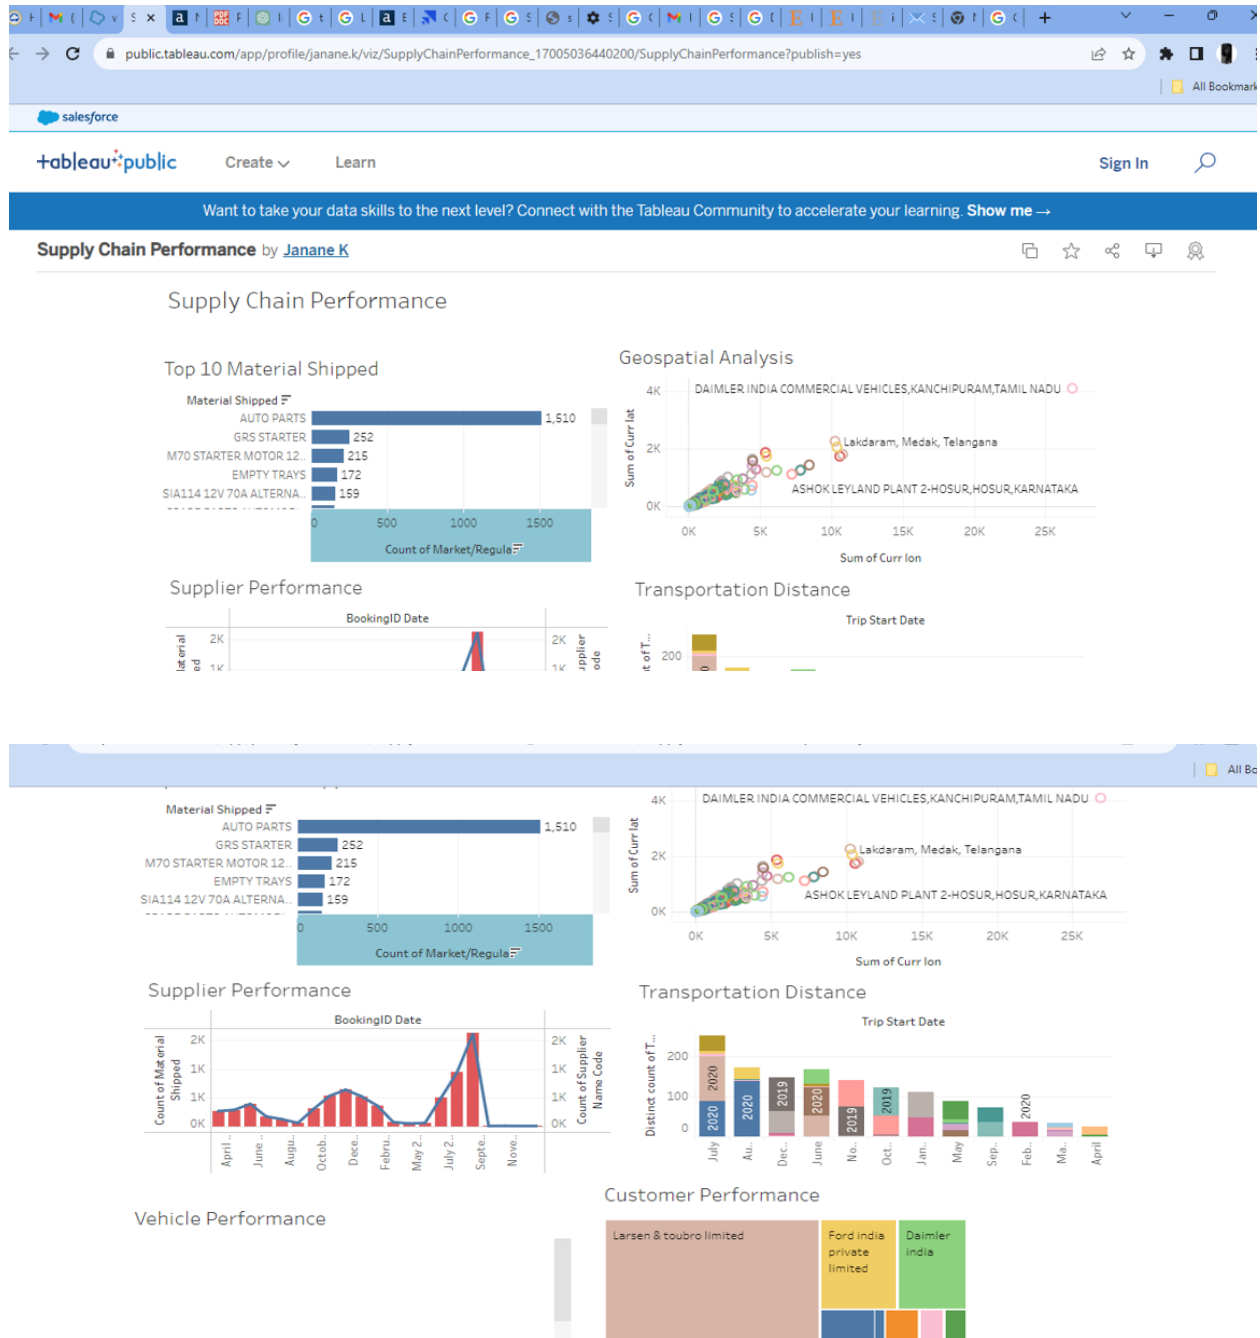 public.tableau.com/app/profile/janane.k/viz/SupplyChainPerformance_17005036440200/SupplyChainPerformance?publish=yes
All Bookmark
salesforce
+ableau public
Create
Learn
Sign In
Want to take your data skills to the next level? Connect with the Tableau Community to accelerate your learning. Show me →
Supply Chain Performance by Janane K
Supply Chain Performance
Top 10 Material Shipped
Material Shipped
AUTO PARTS 1,510
GRS STARTER 252
M70 STARTER MOTOR 12.. 215
EMPTY TRAYS 172
SIA114 12V 70A ALTERNA.. 159
0 500 1000 1500
Count of Market/Regula
Geospatial Analysis
Sum of Curr lat
4K
2K
0K
DAIMLER INDIA COMMERCIAL VEHICLES,KANCHIPURAM,TAMIL NADU
Lakdaram, Medak, Telangana
ASHOK LEYLAND PLANT 2-HOSUR,HOSUR,KARNATAKA
0K 5K 10K 15K 20K 25K
Sum of Curr lon
Supplier Performance
BookingID Date
2K
1K
2K
1K
Transportation Distance
Trip Start Date
200
All Bo
Material Shipped
AUTO PARTS 1,510
GRS STARTER 252
M70 STARTER MOTOR 12.. 215
EMPTY TRAYS 172
SIA114 12V 70A ALTERNA.. 159
0 500 1000 1500
Count of Market/Regula
Sum of Curr lat
4K
2K
0K
DAIMLER INDIA COMMERCIAL VEHICLES,KANCHIPURAM,TAMIL NADU
Lakdaram, Medak, Telangana
ASHOK LEYLAND PLANT 2-HOSUR,HOSUR,KARNATAKA
0K 5K 10K 15K 20K 25K
Sum of Curr lon
Supplier Performance
BookingID Date
Count of Material
Shipped
2K
1K
1K
0K
2K
1K
1K
0K
Count of Supplier
Name Code
April.. June.. Augu.. Octob.. Dece.. Febru.. May 2.. July 2.. Septe.. Nove..
Transportation Distance
Trip Start Date
Distinct count of T...
200
100
0
2020 2020 2020 2019 2020 2019 2019 2020
July Au.. Dec.. June No.. Oct.. Jan.. May Sep.. Feb.. Ma.. April
Vehicle Performance
Customer Performance
Larsen & toubro limited
Ford india
private
limited
Daimler
india